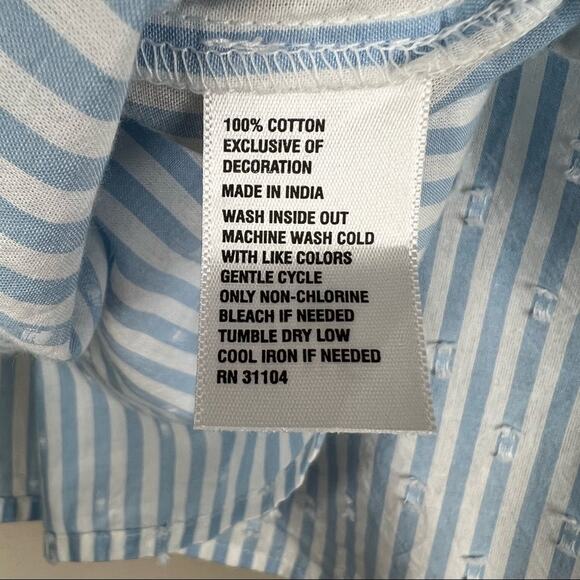 100% COTTON
EXCLUSIVE OF
DECORATION
MADE IN INDIA
WASH INSIDE OUT
MACHINE WASH COLD
WITH LIKE COLORS
GENTLE CYCLE
ONLY NON-CHLORINE
BLEACH IF NEEDED
TUMBLE DRY LOW
COOL IRON IF NEEDED
RN 31104